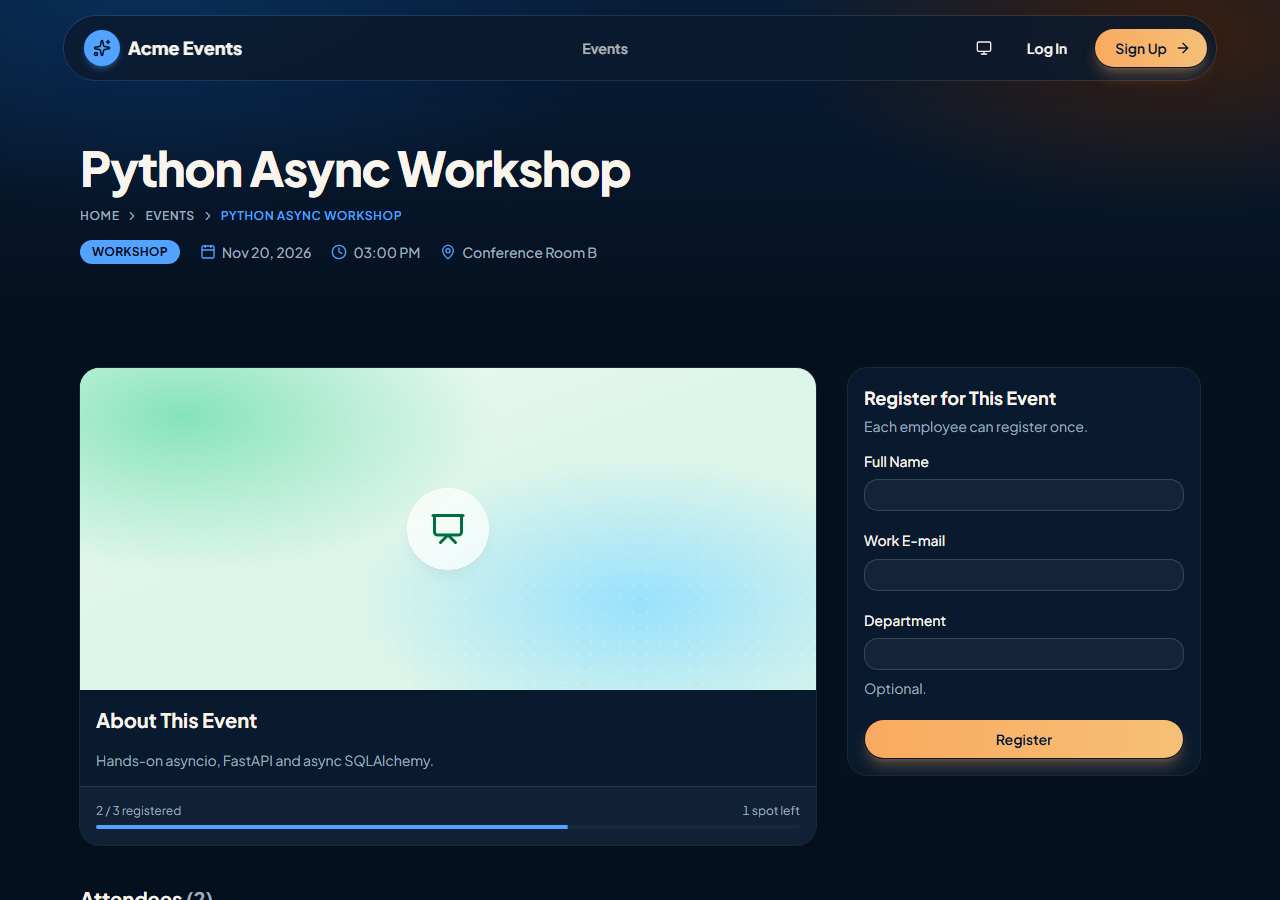 Acme Events
Events
Log In
Sign Up
Python Async Workshop
HOME > EVENTS > PYTHON ASYNC WORKSHOP
WORKSHOP Nov 20, 2026 03:00 PM Conference Room B
Register for This Event
Each employee can register once.
Full Name
Work E-mail
Department
Optional.
Register
About This Event
Hands-on asyncio, FastAPI and async SQLAlchemy.
2 / 3 registered
1 spot left
Attendees (2)